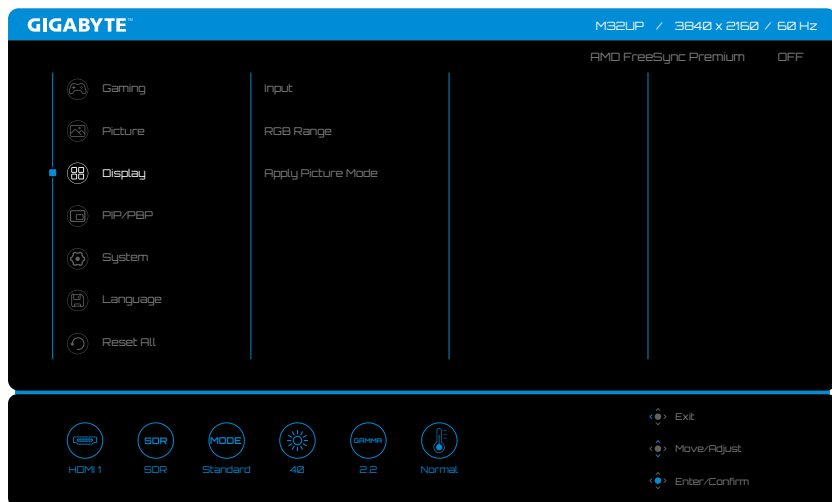 GIGABYTE™
M32UP / 3840 x 2160 / 60 Hz
AMD FreeSync Premium OFF
Gaming
Input
Picture
RGB Range
Display
Apply Picture Mode
PIP/PBP
System
Language
Reset All
SDR MODE GAMMA
HDMI 1 SDR Standard 40 2.2 Normal
Exit
Move/Adjust
Enter/Confirm